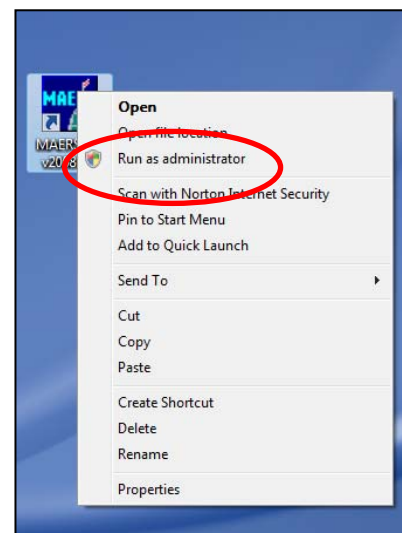 MAE
MAER
v20
Open
Open file location
Run as administrator
Scan with Norton Internet Security
Pin to Start Menu
Add to Quick Launch
Send To
Cut
Copy
Paste
Create Shortcut
Delete
Rename
Properties